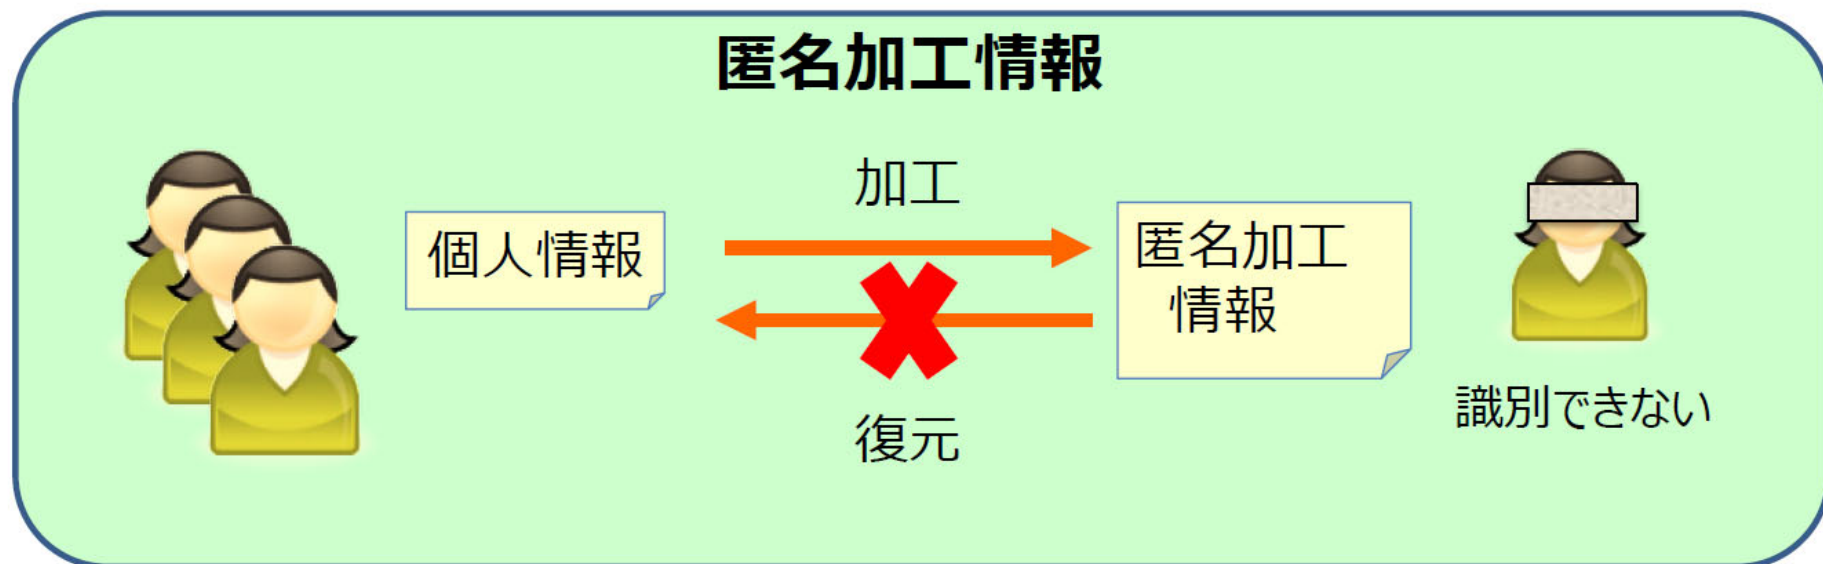 匿名加工情報
加工
個人情報
匿名加工
情報
復元
識別できない